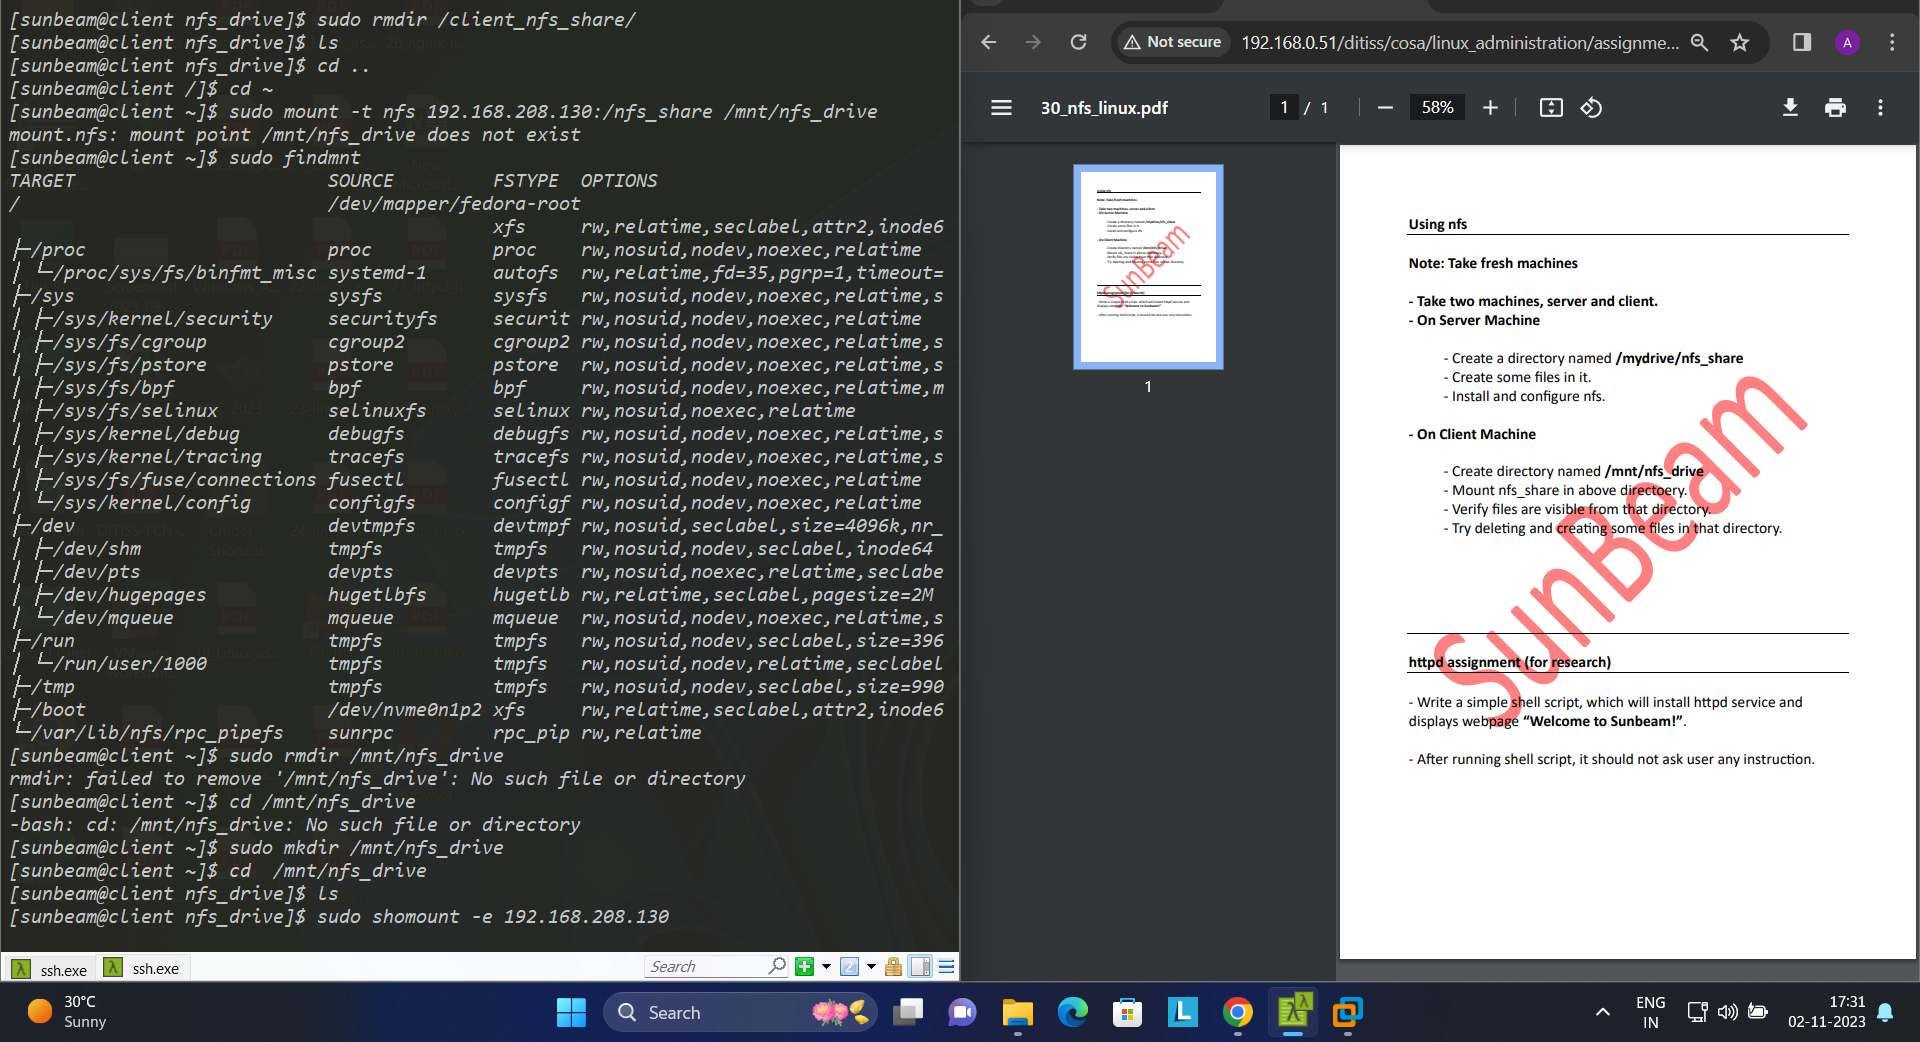 [sunbeam@client nfs_drive]$ sudo rmdir /client_nfs_share/
[sunbeam@client nfs_drive]$ ls
[sunbeam@client nfs_drive]$ cd ..
[sunbeam@client /]$ cd ~
[sunbeam@client ~]$ sudo mount -t nfs 192.168.208.130:/nfs_share /mnt/nfs_drive
mount.nfs: mount point /mnt/nfs_drive does not exist
[sunbeam@client ~]$ sudo findmnt
TARGET SOURCE FSTYPE OPTIONS
/ /dev/mapper/fedora-root
xfs rw,relatime,seclabel,attr2,inode6
├─/proc proc proc rw,nosuid,nodev,noexec,relatime
│ └─/proc/sys/fs/binfmt_misc systemd-1 autofs rw,relatime,fd=35,pgrp=1,timeout=
├─/sys sysfs sysfs rw,nosuid,nodev,noexec,relatime,s
│ ├─/sys/kernel/security securityfs securit rw,nosuid,nodev,noexec,relatime
│ ├─/sys/fs/cgroup cgroup2 cgroup2 rw,nosuid,nodev,noexec,relatime,s
│ ├─/sys/fs/pstore pstore pstore rw,nosuid,nodev,noexec,relatime,s
│ ├─/sys/fs/bpf bpf bpf rw,nosuid,nodev,noexec,relatime,m
│ ├─/sys/fs/selinux selinuxfs selinux rw,nosuid,noexec,relatime
│ ├─/sys/kernel/debug debugfs debugfs rw,nosuid,nodev,noexec,relatime,s
│ ├─/sys/kernel/tracing tracefs tracefs rw,nosuid,nodev,noexec,relatime,s
│ ├─/sys/fs/fuse/connections fusectl fusectl rw,nosuid,nodev,noexec,relatime
│ └─/sys/kernel/config configfs configf rw,nosuid,nodev,noexec,relatime
├─/dev devtmpfs devtmpf rw,nosuid,seclabel,size=4096k,nr_
│ ├─/dev/shm tmpfs tmpfs rw,nosuid,nodev,seclabel,inode64
│ ├─/dev/pts devpts devpts rw,nosuid,noexec,relatime,seclabe
│ ├─/dev/hugepages hugetlbfs hugetlb rw,relatime,seclabel,pagesize=2M
│ └─/dev/mqueue mqueue mqueue rw,nosuid,nodev,noexec,relatime,s
├─/run tmpfs tmpfs rw,nosuid,nodev,seclabel,size=396
│ └─/run/user/1000 tmpfs tmpfs rw,nosuid,nodev,relatime,seclabel
├─/tmp tmpfs tmpfs rw,nosuid,nodev,seclabel,size=990
├─/boot /dev/nvme0n1p2 xfs rw,relatime,seclabel,attr2,inode6
└─/var/lib/nfs/rpc_pipefs sunrpc rpc_pip rw,relatime
[sunbeam@client ~]$ sudo rmdir /mnt/nfs_drive
rmdir: failed to remove '/mnt/nfs_drive': No such file or directory
[sunbeam@client ~]$ cd /mnt/nfs_drive
-bash: cd: /mnt/nfs_drive: No such file or directory
[sunbeam@client ~]$ sudo mkdir /mnt/nfs_drive
[sunbeam@client ~]$ cd  /mnt/nfs_drive
[sunbeam@client nfs_drive]$ ls
[sunbeam@client nfs_drive]$ sudo shomount -e 192.168.208.130
ssh.exe
ssh.exe
Search
Not secure
192.168.0.51/ditiss/cosa/linux_administration/assignme...
A
30_nfs_linux.pdf
1 / 1
58%
1
Using nfs
Note: Take fresh machines
- Take two machines, server and client.
- On Server Machine
- Create a directory named /mydrive/nfs_share
- Create some files in it.
- Install and configure nfs.
- On Client Machine
- Create directory named /mnt/nfs_drive
- Mount nfs_share in above directoery.
- Verify files are visible from that directory.
- Try deleting and creating some files in that directory.
SunBeam
httpd assignment (for research)
- Write a simple shell script, which will install httpd service and
displays webpage “Welcome to Sunbeam!”.
- After running shell script, it should not ask user any instruction.
30°C
Sunny
Search
L
ENG
IN
17:31
02-11-2023